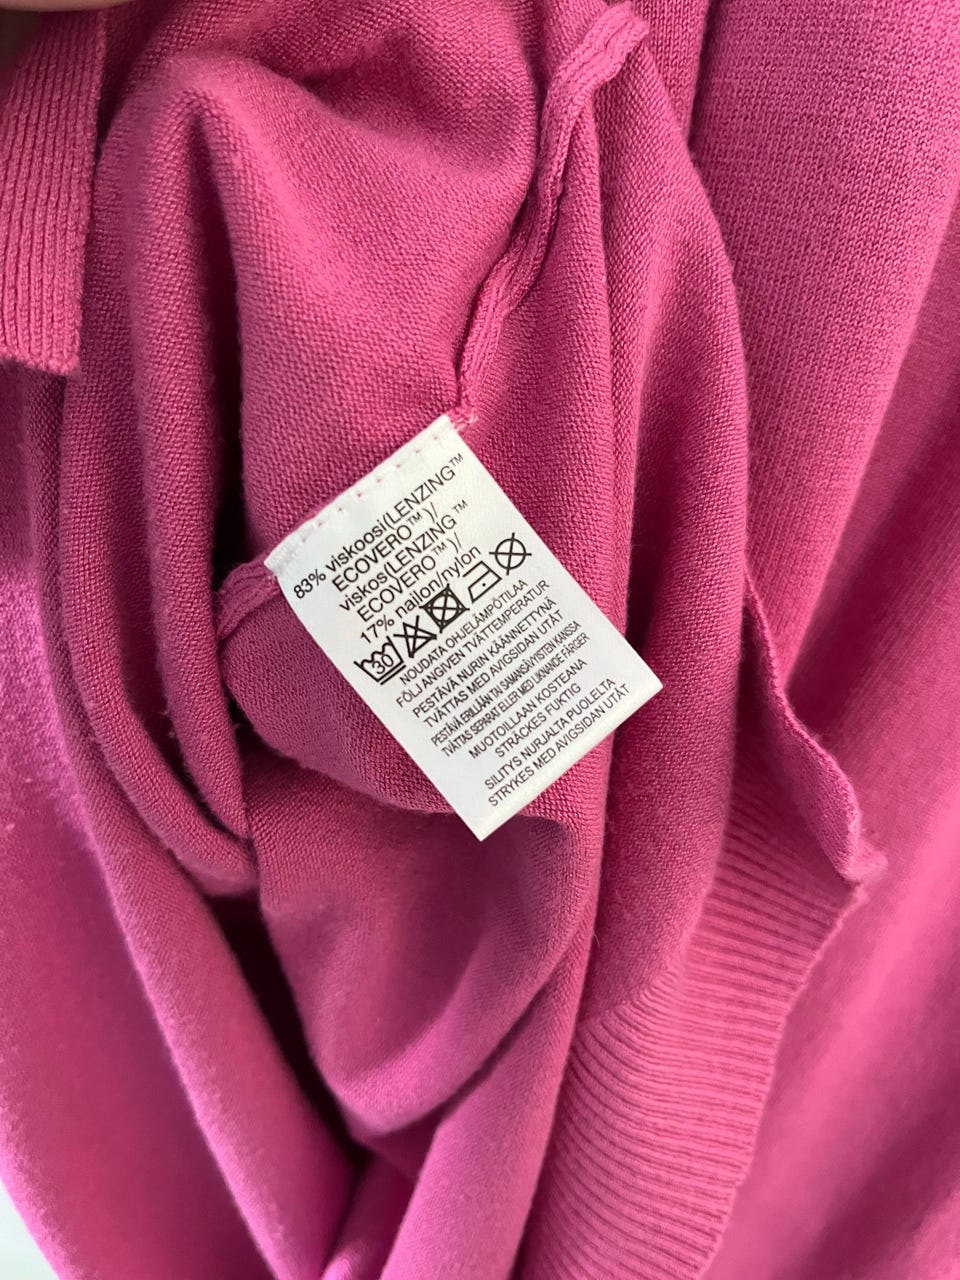 83% viskoosi(LENZING™
ECOVERO™)/
viskos(LENZING™
ECOVERO™)/
17% nailon/nylon
30
NOUDATA OHJELÄMPÖTILAA
FÖLJ ANGIVEN TVÄTTEMPERATUR
PESTÄVÄ NURIN KÄÄNNETTYNÄ
TVÄTTAS MED AVIGSIDAN UTÅT
PESTÄVÄ ERILLÄÄN TAI SAMANSÄVYISTEN KANSSA
TVÄTTAS SEPARAT ELLER MED LIKNANDE FÄRGER
MUOTOILLAAN KOSTEANA
STRÄCKES FUKTIG
SILITYS NURJALTA PUOLELTA
STRYKES MED AVIGSIDAN UTÅT